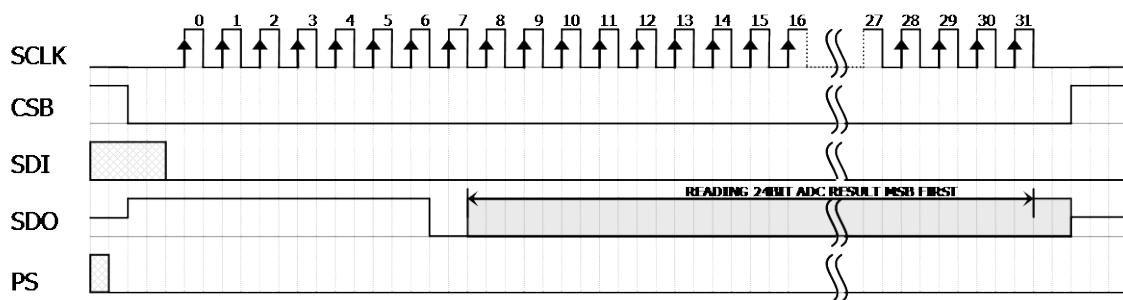 0 1 2 3 4 5 6 7 8 9 10 11 12 13 14 15 16 27 28 29 30 31
SCLK
CSB
SDI
READING 24BIT ADC RESULT MSB FIRST
SDO
PS